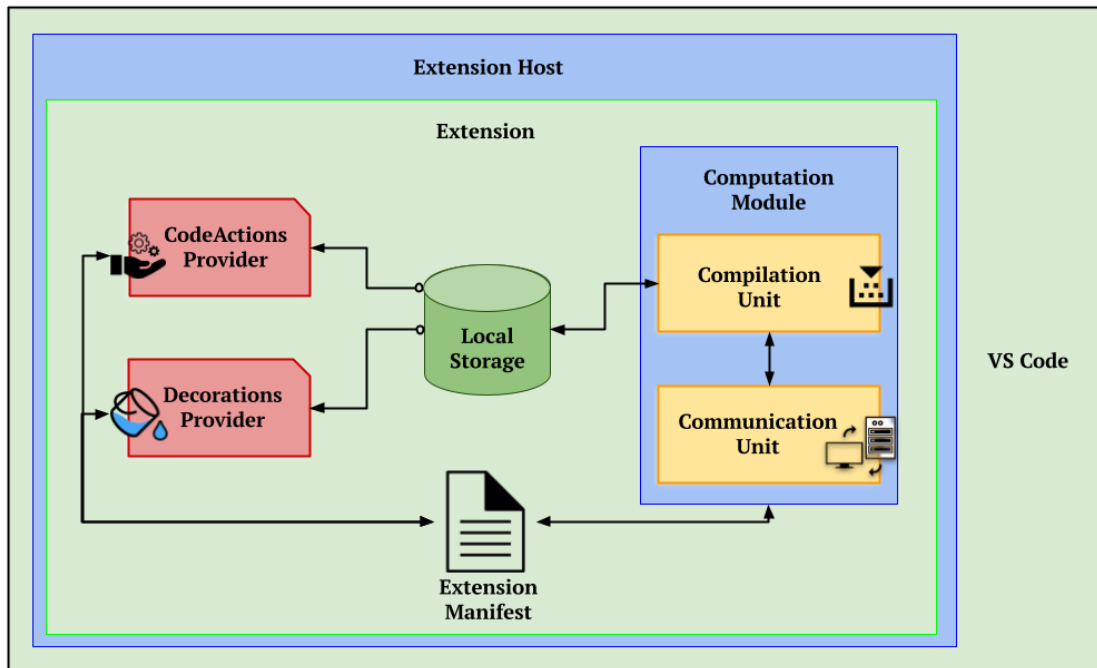 Extension Host
Extension
Computation
Module
CodeActions
Provider
Compilation
Unit
Local
Storage
VS Code
Decorations
Provider
Communication
Unit
Extension
Manifest